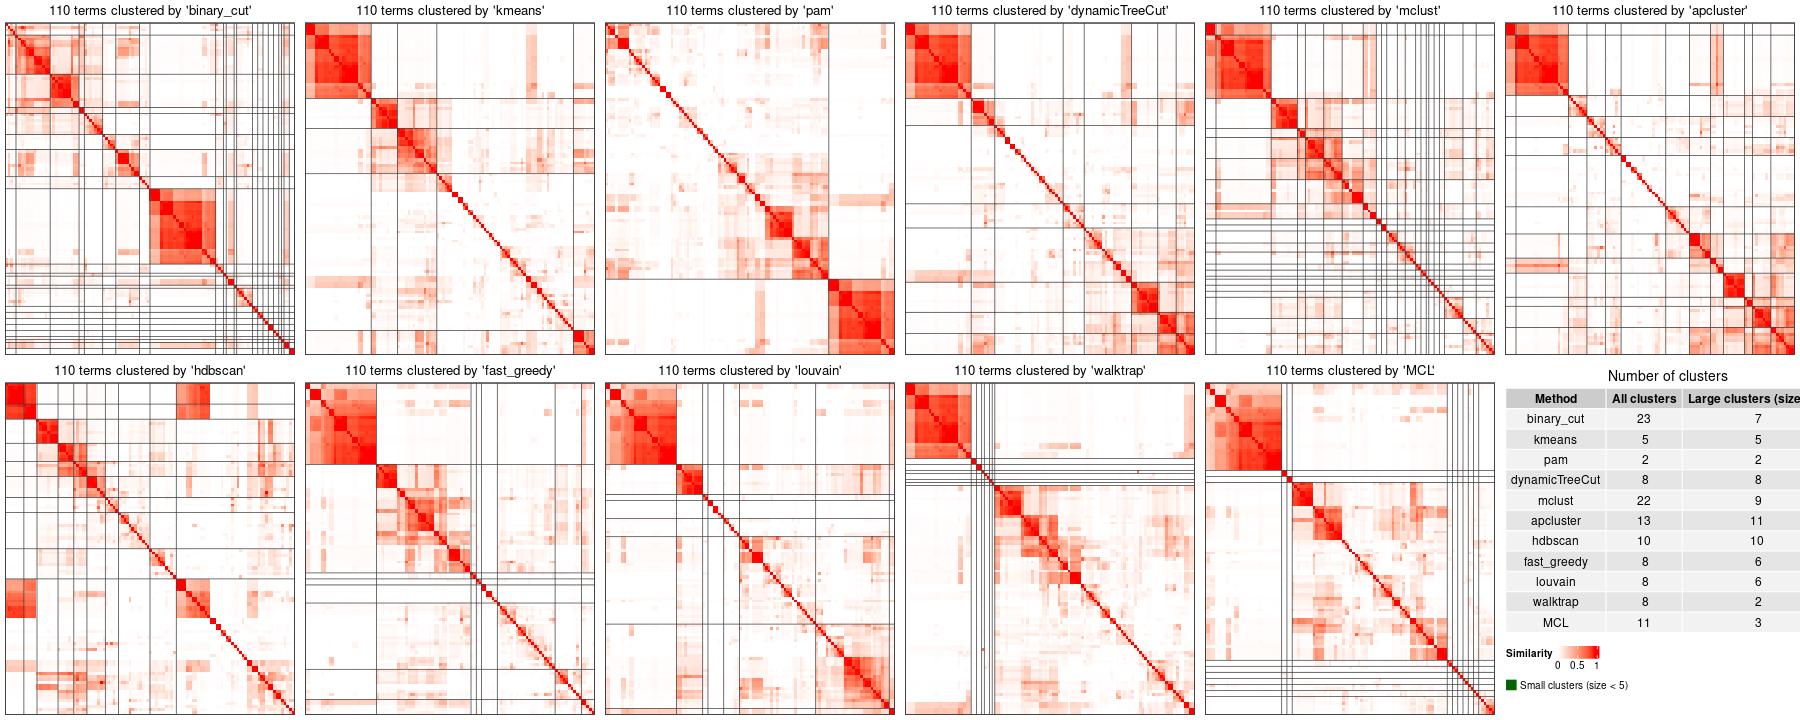 110 terms clustered by 'binary_cut'
110 terms clustered by 'kmeans'
110 terms clustered by 'pam'
110 terms clustered by 'dynamicTreeCut'
110 terms clustered by 'mclust'
110 terms clustered by 'apcluster'
110 terms clustered by 'hdbscan'
110 terms clustered by 'fast_greedy'
110 terms clustered by 'louvain'
110 terms clustered by 'walktrap'
110 terms clustered by 'MCL'
Number of clusters
Method All clusters Large clusters (size
binary_cut 23 7
kmeans 5 5
pam 2 2
dynamicTreeCut 8 8
mclust 22 9
apcluster 13 11
hdbscan 10 10
fast_greedy 8 6
louvain 8 6
walktrap 8 2
MCL 11 3
Similarity
0 0.5 1
Small clusters (size < 5)